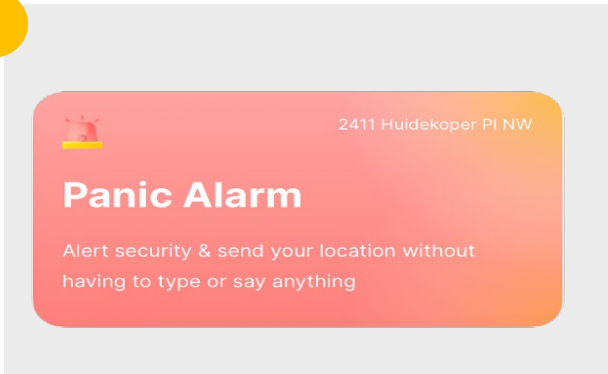 2411 Huidekoper Pl NW
Panic Alarm
Alert security & send your location without
having to type or say anything